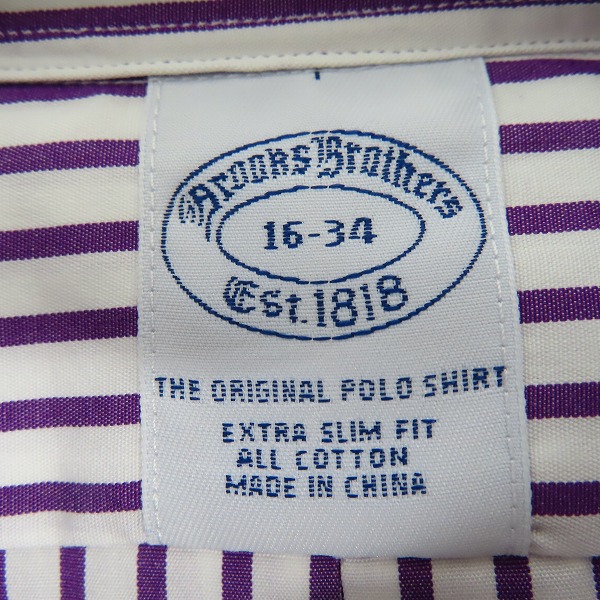 Brooks Brothers
16-34
Est. 1818
THE ORIGINAL POLO SHIRT
EXTRA SLIM FIT
ALL COTTON
MADE IN CHINA